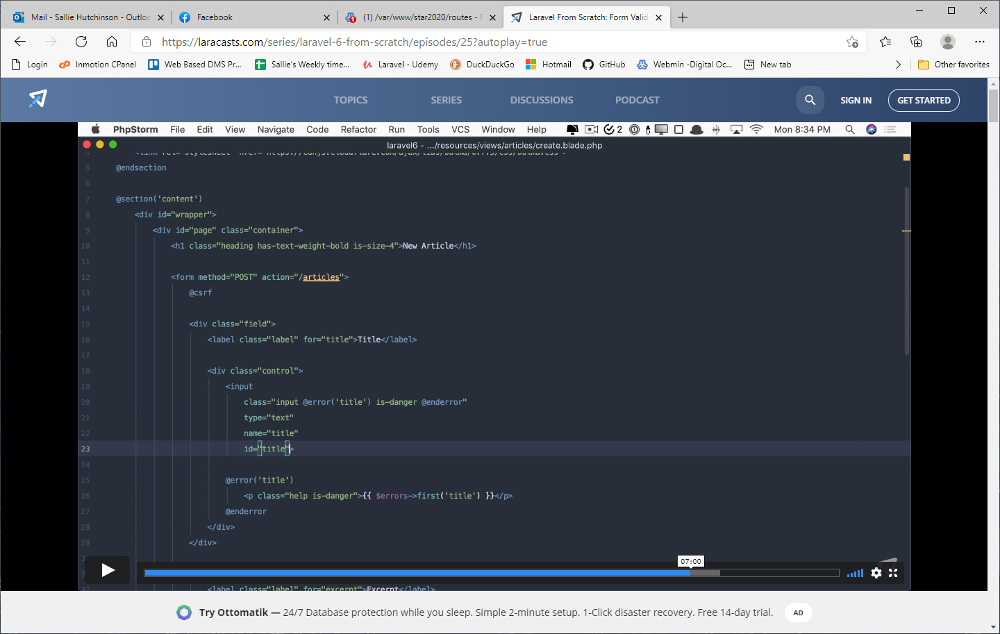 Mail - Sallie Hutchinson - Outloo
Facebook
(1) /var/www/star2020/routes - F
Laravel From Scratch: Form Valid
https://laracasts.com/series/laravel-6-from-scratch/episodes/25?autoplay=true
Login
Inmotion CPanel
Web Based DMS Pr...
Sallie's Weekly time...
Laravel - Udemy
DuckDuckGo
Hotmail
GitHub
Webmin -Digital Oc...
New tab
Other favorites
TOPICS
SERIES
DISCUSSIONS
PODCAST
SIGN IN
GET STARTED
PhpStorm File Edit View Navigate Code Refactor Run Tools VCS Window Help
2
Mon 8:34 PM
laravel6 - .../resources/views/articles/create.blade.php
5 @endsection
6
7 @section('content')
8 <div id="wrapper">
9 <div id="page" class="container">
10 <h1 class="heading has-text-weight-bold is-size-4">New Article</h1>
11
12 <form method="POST" action="/articles">
13 @csrf
14
15 <div class="field">
16 <label class="label" for="title">Title</label>
17
18 <div class="control">
19 <input
20 class="input @error('title') is-danger @enderror"
21 type="text"
22 name="title"
23 id="title">
24
25 @error('title')
26 <p class="help is-danger">{{ $errors->first('title') }}</p>
27 @enderror
28 </div>
29 </div>
07:00
32 <label class="label" for="excerpt">Excerpt</label>
Try Ottomatik — 24/7 Database protection while you sleep. Simple 2-minute setup. 1-Click disaster recovery. Free 14-day trial.
AD